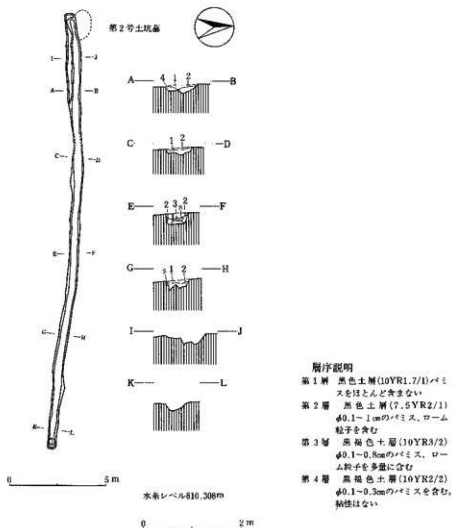 第2号土坑墓
I J
A B
C D
E F
G H
K L
5m
A 4 1 2 B
C 1 2 D
E 2 3 S 2 F
G S 1 2 H
I J
K L
水糸レベル810.308m
0 2m
層序説明
第1層 黒色土層(10YR1.7/1)パミ
スをほとんど含まない
第2層 黒色土層(7.5YR2/1)
φ0.1~1cmのパミス、ローム
粒子を含む
第3層 黒褐色土層(10YR3/2)
φ0.1~0.8cmのパミス、ロー
ム粒子を多量に含む
第4層 黒褐色土層(10YR2/2)
φ0.1~0.3cmのパミスを含む。
粘性はない